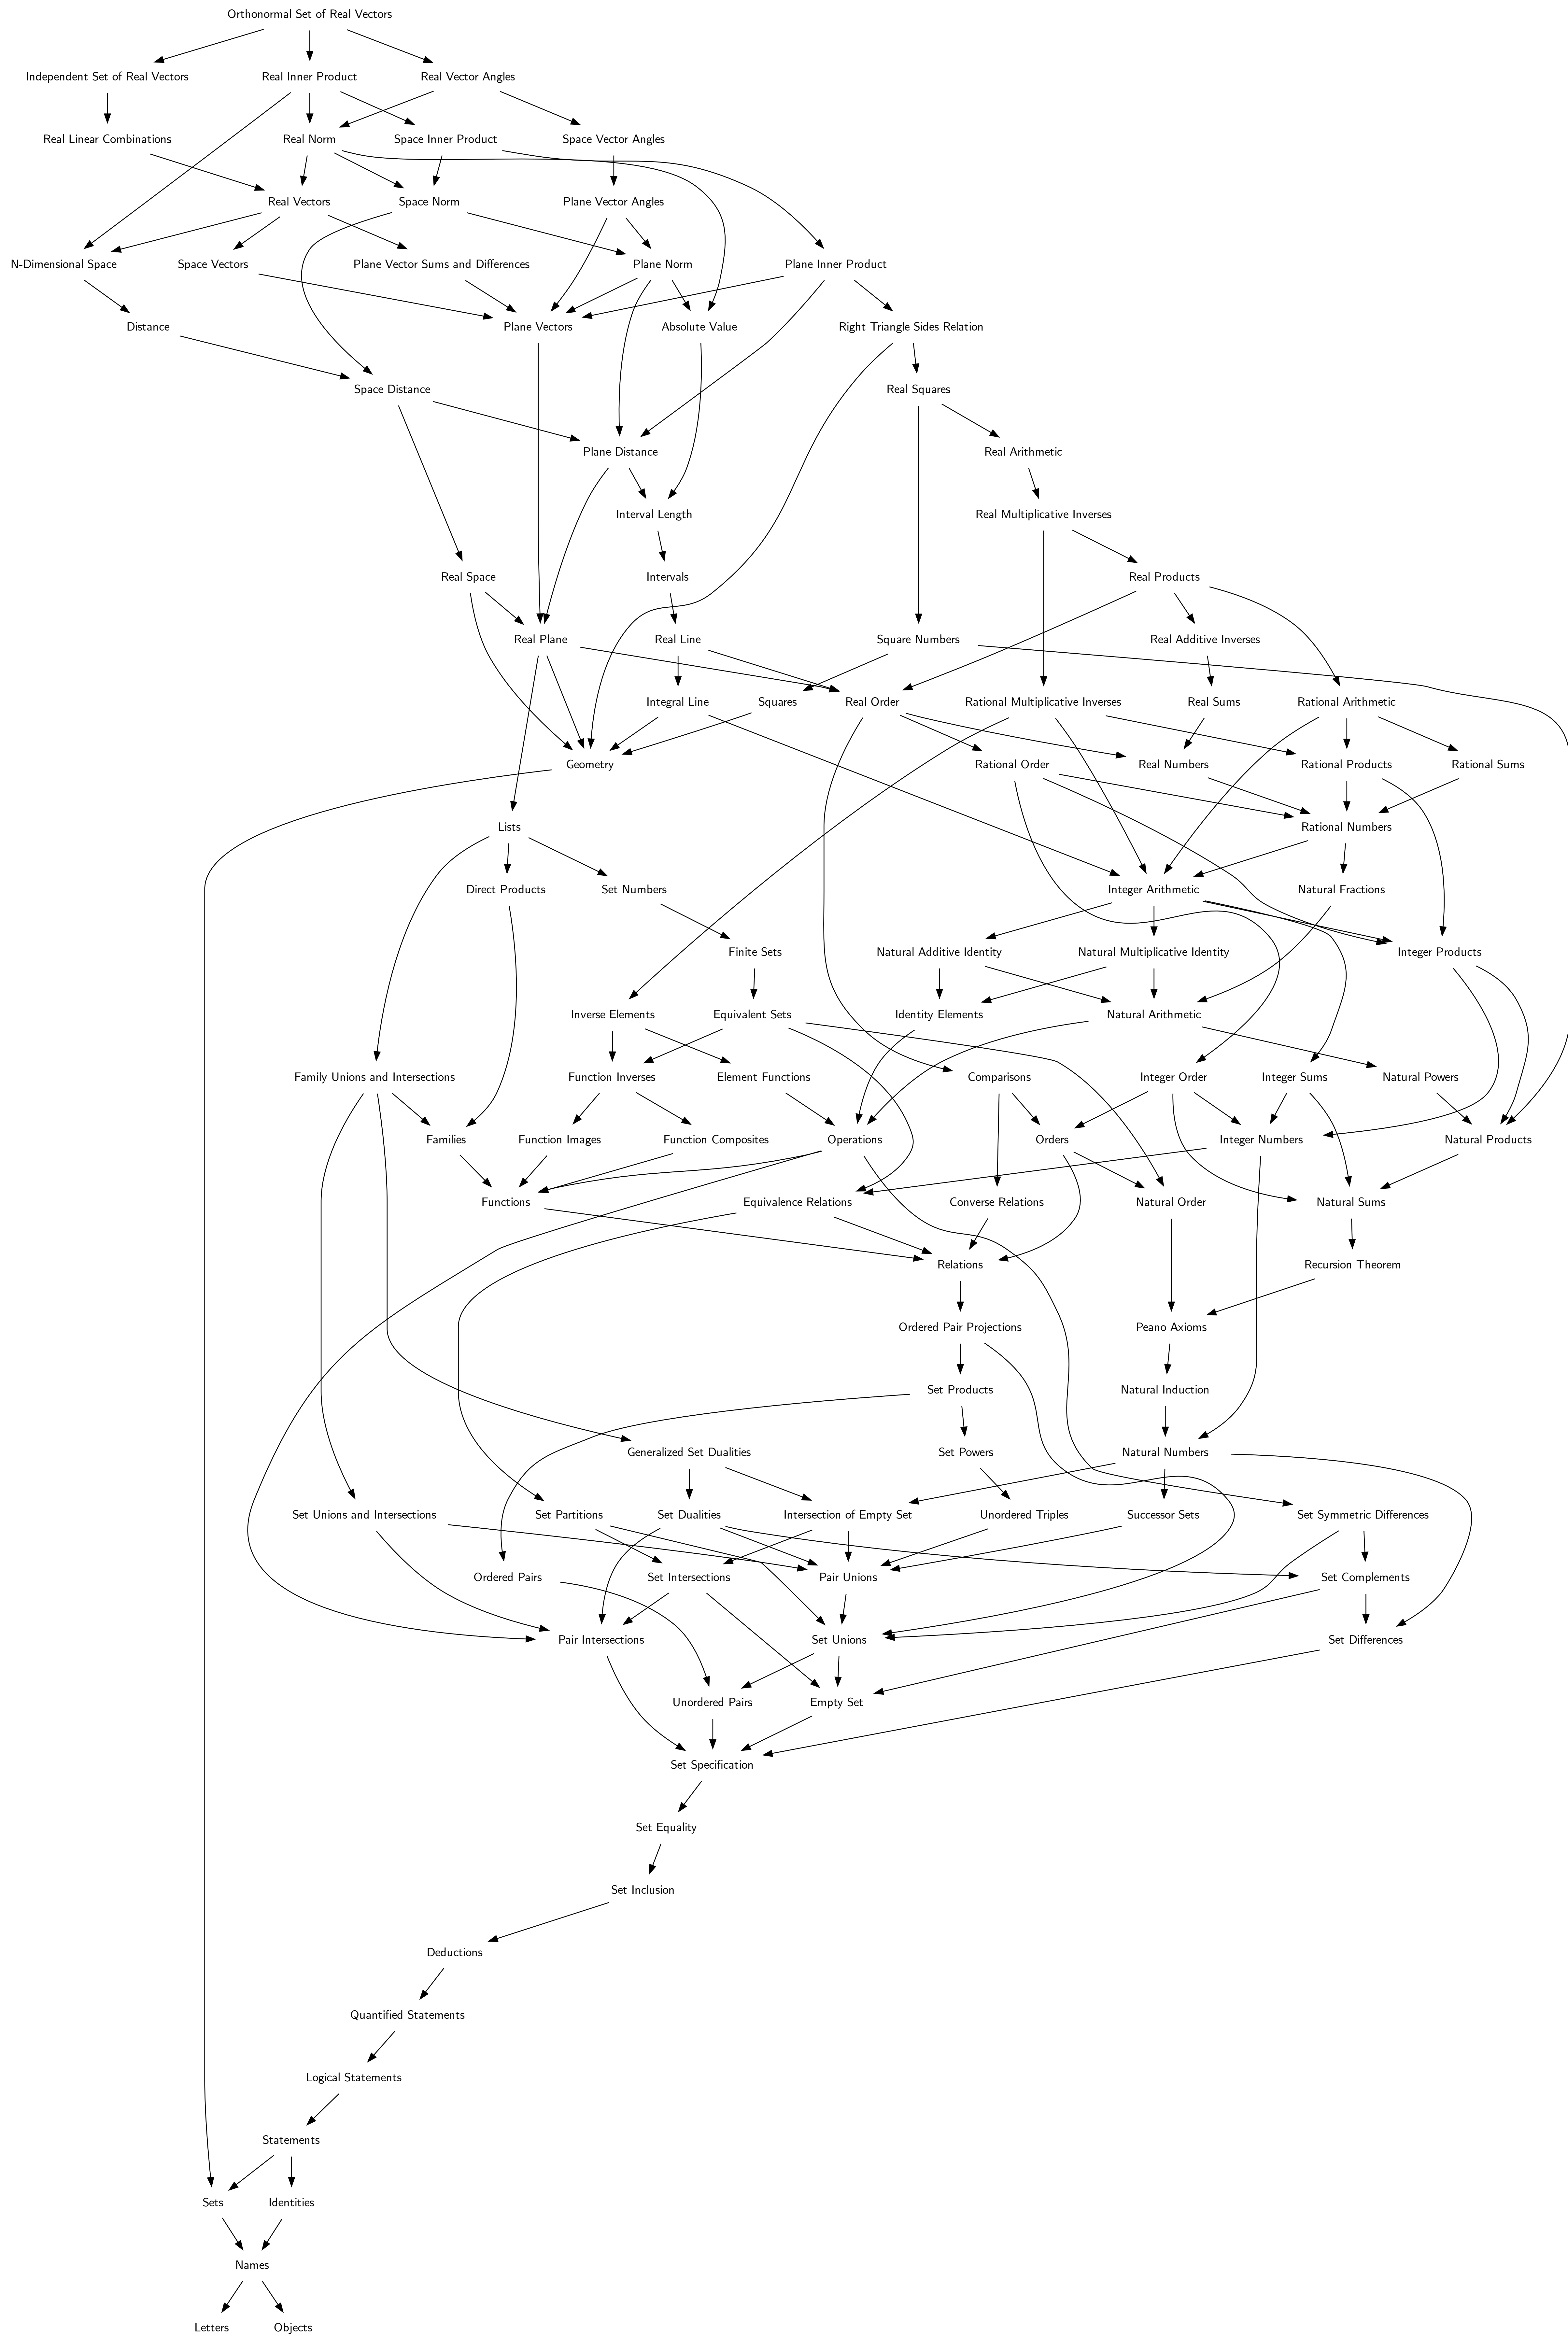 Orthonormal Set of Real Vectors
Independent Set of Real Vectors
Real Inner Product
Real Vector Angles
Real Linear Combinations
Real Norm
Space Inner Product
Space Vector Angles
Real Vectors
Space Norm
Plane Vector Angles
N-Dimensional Space
Space Vectors
Plane Vector Sums and Differences
Plane Norm
Plane Inner Product
Distance
Plane Vectors
Absolute Value
Right Triangle Sides Relation
Space Distance
Real Squares
Plane Distance
Real Arithmetic
Interval Length
Real Multiplicative Inverses
Real Space
Intervals
Real Products
Real Plane
Real Line
Square Numbers
Real Additive Inverses
Integral Line
Squares
Real Order
Rational Multiplicative Inverses
Real Sums
Rational Arithmetic
Geometry
Rational Order
Real Numbers
Rational Products
Rational Sums
Lists
Rational Numbers
Direct Products
Set Numbers
Integer Arithmetic
Natural Fractions
Finite Sets
Natural Additive Identity
Natural Multiplicative Identity
Integer Products
Inverse Elements
Equivalent Sets
Identity Elements
Natural Arithmetic
Family Unions and Intersections
Function Inverses
Element Functions
Comparisons
Integer Order
Integer Sums
Natural Powers
Families
Function Images
Function Composites
Operations
Orders
Integer Numbers
Natural Products
Functions
Equivalence Relations
Converse Relations
Natural Order
Natural Sums
Relations
Recursion Theorem
Ordered Pair Projections
Peano Axioms
Set Products
Natural Induction
Generalized Set Dualities
Set Powers
Natural Numbers
Set Unions and Intersections
Set Partitions
Set Dualities
Intersection of Empty Set
Unordered Triples
Successor Sets
Set Symmetric Differences
Ordered Pairs
Set Intersections
Pair Unions
Set Complements
Pair Intersections
Set Unions
Set Differences
Unordered Pairs
Empty Set
Set Specification
Set Equality
Set Inclusion
Deductions
Quantified Statements
Logical Statements
Statements
Sets
Identities
Names
Letters
Objects